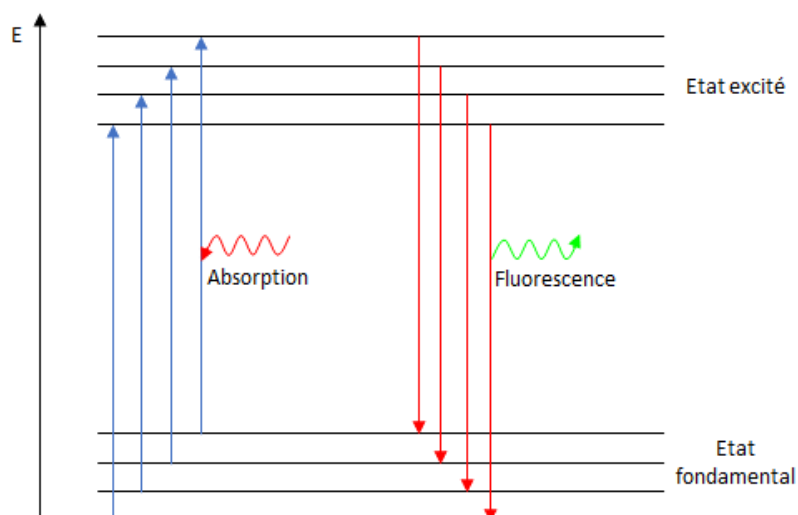 E
Etat excité
Absorption
Fluorescence
Etat
fondamental